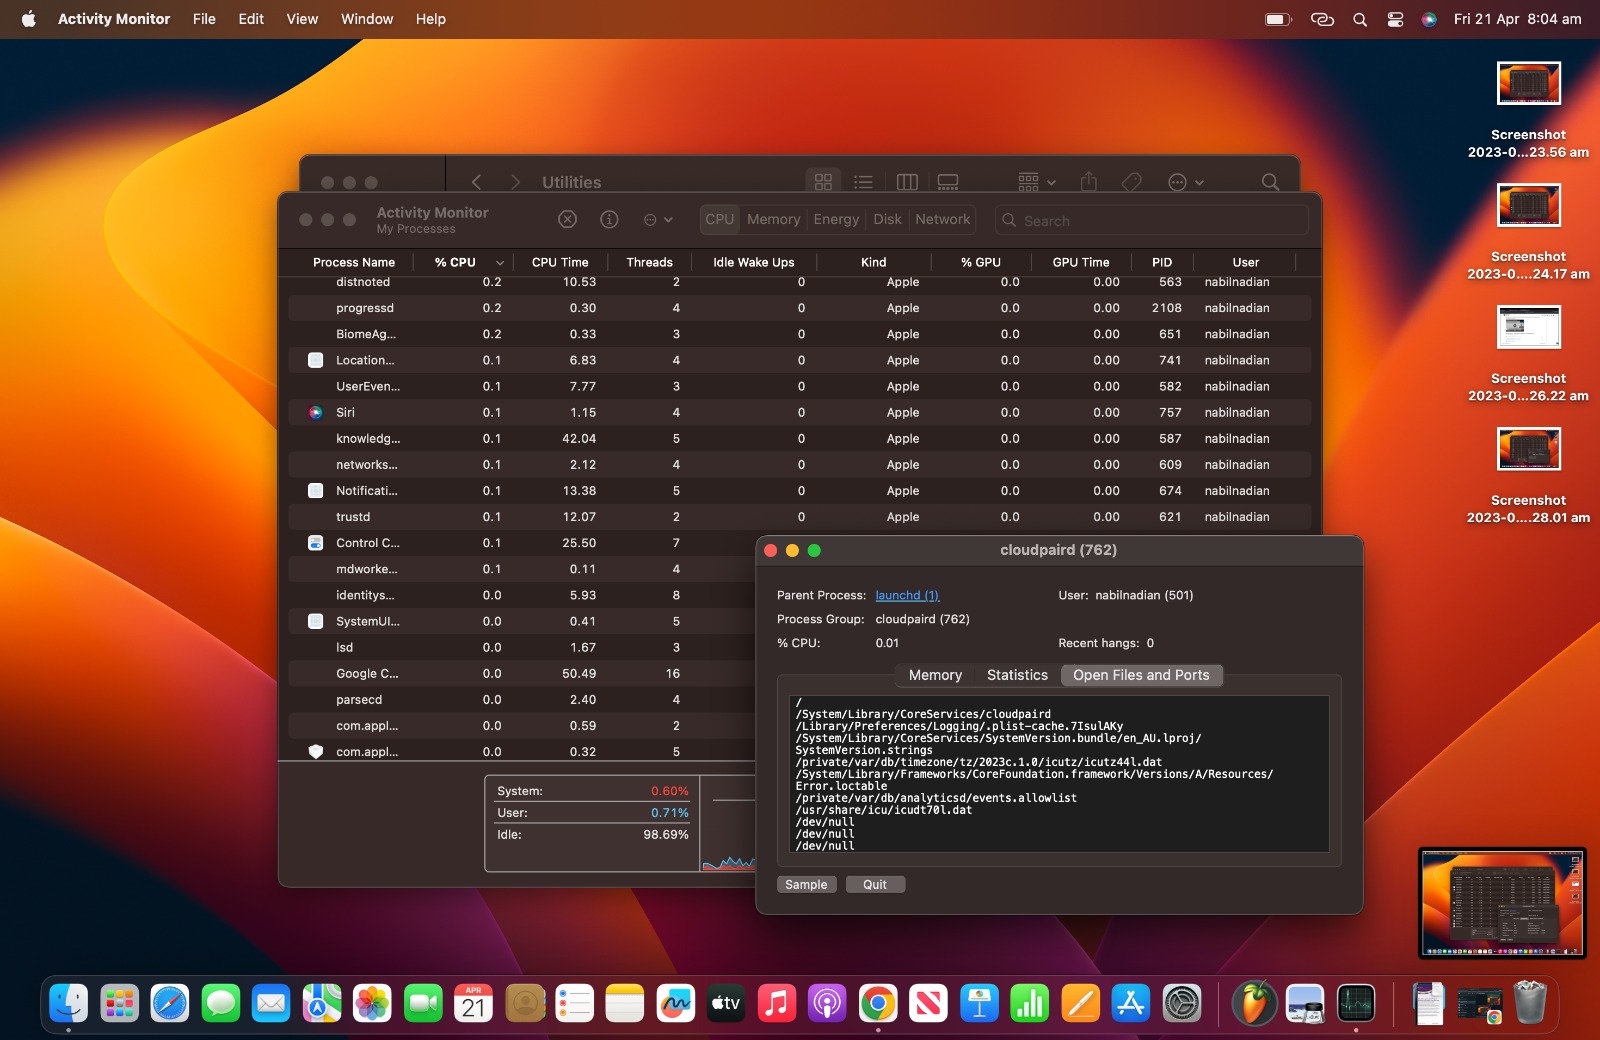 Activity Monitor File Edit View Window Help Fri 21 Apr 8:04 am
Screenshot
2023-0...23.56 am
Screenshot
2023-0....24.17 am
Screenshot
2023-0...26.22 am
Screenshot
2023-0....28.01 am
Utilities
Activity Monitor
My Processes
CPU Memory Energy Disk Network Search
Process Name % CPU CPU Time Threads Idle Wake Ups Kind % GPU GPU Time PID User
distnoted 0.2 10.53 2 0 Apple 0.0 0.00 563 nabilnadian
progressd 0.2 0.30 4 0 Apple 0.0 0.00 2108 nabilnadian
BiomeAg... 0.2 0.33 3 0 Apple 0.0 0.00 651 nabilnadian
Location... 0.1 6.83 4 0 Apple 0.0 0.00 741 nabilnadian
UserEven... 0.1 7.77 3 0 Apple 0.0 0.00 582 nabilnadian
Siri 0.1 1.15 4 0 Apple 0.0 0.00 757 nabilnadian
knowledg... 0.1 42.04 5 0 Apple 0.0 0.00 587 nabilnadian
networks... 0.1 2.12 4 0 Apple 0.0 0.00 609 nabilnadian
Notificati... 0.1 13.38 5 0 Apple 0.0 0.00 674 nabilnadian
trustd 0.1 12.07 2 0 Apple 0.0 0.00 621 nabilnadian
Control C... 0.1 25.50 7
mdworke... 0.1 0.11 4
identitys... 0.0 5.93 8
SystemUI... 0.0 0.41 5
lsd 0.0 1.67 3
Google C... 0.0 50.49 16
parsecd 0.0 2.40 4
com.appl... 0.0 0.59 2
com.appl... 0.0 0.32 5
System: 0.60%
User: 0.71%
Idle: 98.69%
cloudpaird (762)
Parent Process: launchd (1) User: nabilnadian (501)
Process Group: cloudpaird (762)
% CPU: 0.01 Recent hangs: 0
Memory Statistics Open Files and Ports
/
/System/Library/CoreServices/cloudpaird
/Library/Preferences/Logging/.plist-cache.7IsulAKy
/System/Library/CoreServices/SystemVersion.bundle/en_AU.lproj/
SystemVersion.strings
/private/var/db/timezone/tz/2023c.1.0/icutz/icutz44l.dat
/System/Library/Frameworks/CoreFoundation.framework/Versions/A/Resources/
Error.loctable
/private/var/db/analyticsd/events.allowlist
/usr/share/icu/icudt70l.dat
/dev/null
/dev/null
/dev/null
Sample Quit
APR
21
tv